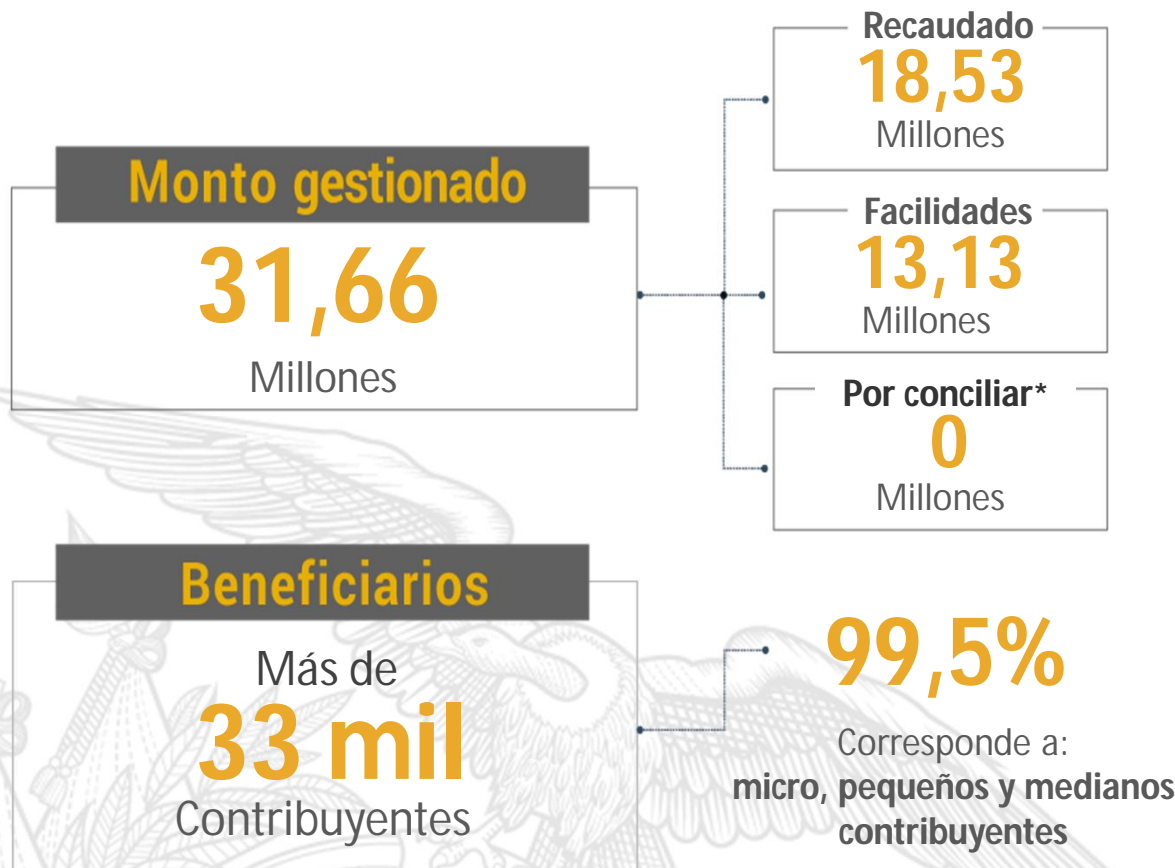 Monto gestionado
31,66
Millones
Recaudado
18,53
Millones
Facilidades
13,13
Millones
Por conciliar*
0
Millones
Beneficiarios
Más de
33 mil
Contribuyentes
99,5%
Corresponde a:
micro, pequeños y medianos
contribuyentes